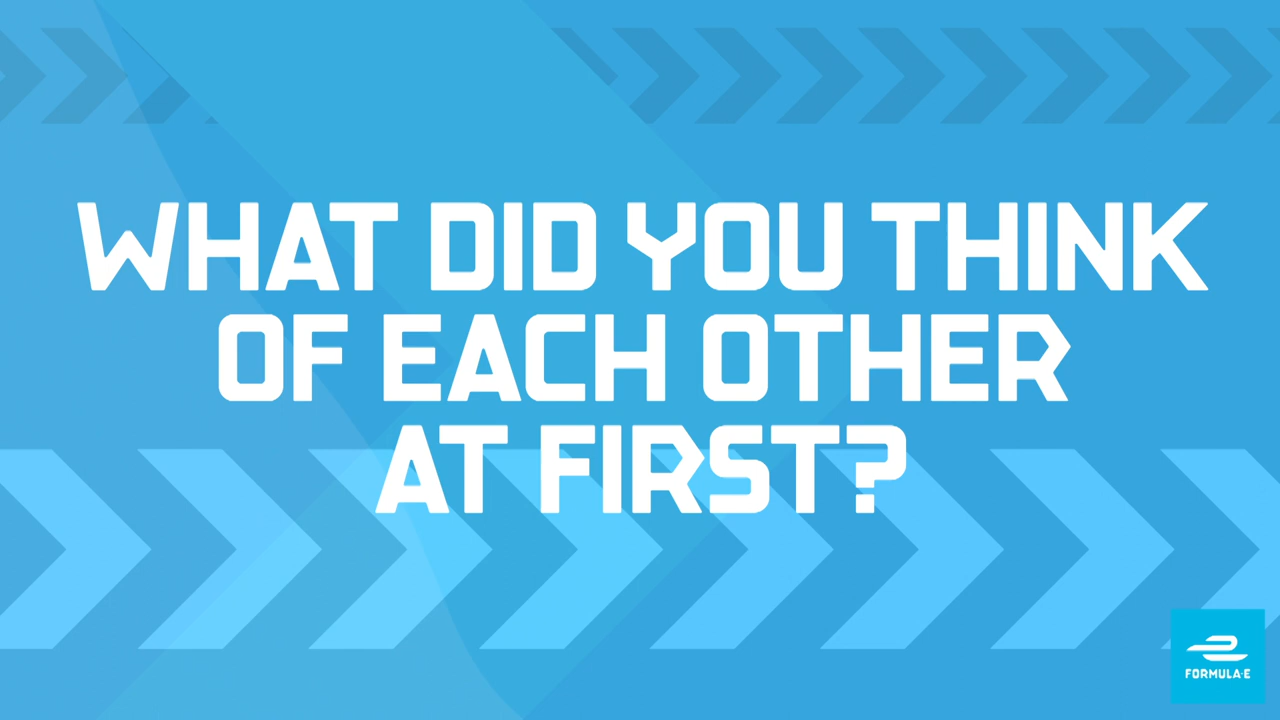 WHAT DID YOU THINK
OF EACH OTHER
AT FIRST?
FORMULA-E